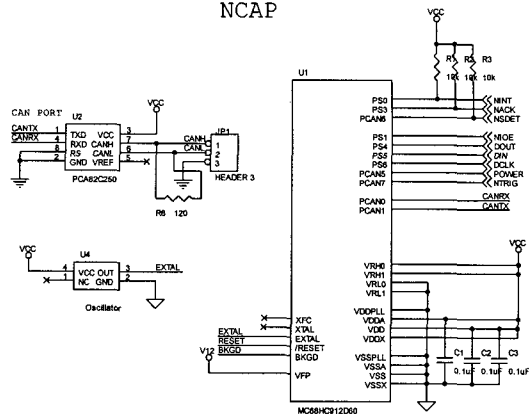 NCAP
VCC
U1
R1 R2 R3
10k 10k 10k
PS0 NINT
PS3 NACK
PCAN6 NSDET
PS1 NIOE
PS4 DOUT
PS5 DIN
PS6 DCLK
PCAN5 POWER
PCAN7 NTRIG
PCAN0 CANRX
PCAN1 CANTX
CAN PORT
U2
VCC
CANTX 1 TXD VCC 3
CANRX 4 RXD CANH 7 CANH
8 RS CANL 6 CANL
2 GND VREF 5
PCA82C250
JP1
1
2
3
HEADER 3
R6 120
VCC
U4
4 VCC OUT 3 EXTAL
1 NC GND 2
Oscillator
VCC
VRH0
VRH1
VRL0
VRL1
VDDPLL
VDDA
VDD
VDDX
VSSPLL
VSSA
VSS
VSSX
C1 C2 C3
0.1uF 0.1uF 0.1uF
XFC
XTAL
EXTAL EXTAL
RESET /RESET
BKGD BKGD
V12
VFP
MC68HC912D60